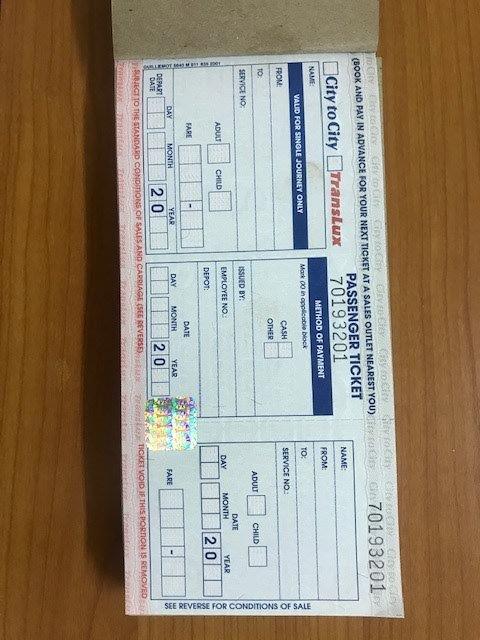 (BOOK AND PAY IN ADVANCE FOR YOUR NEXT TICKET AT A SALES OUTLET NEAREST YOU)
City to City TRANSLUX
PASSENGER TICKET
70193201
NAME:
VALID FOR SINGLE JOURNEY ONLY
FROM:
TO:
SERVICE NO:
ADULT CHILD
FARE
-
DAY MONTH YEAR
DEPART DATE 20
METHOD OF PAYMENT
Mark (X) in applicable block
CASH
OTHER
ISSUED BY:
EMPLOYEE NO.:
DEPOT:
DATE
DAY MONTH YEAR
20
70193201
NAME:
FROM:
TO:
SERVICE NO.:
ADULT CHILD
DATE
DAY MONTH YEAR
20
FARE
-
SUBJECT TO THE STANDARD CONDITIONS OF SALES AND CARRIAGE (SEE REVERSE)
TICKET VOID IF THIS PORTION IS REMOVED
SEE REVERSE FOR CONDITIONS OF SALE